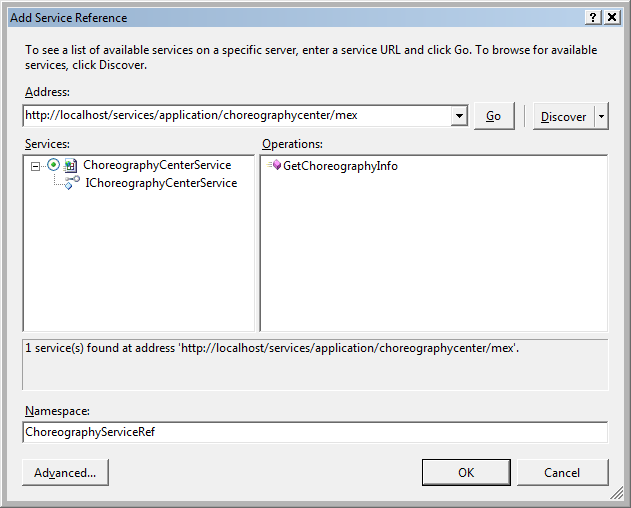 Add Service Reference
To see a list of available services on a specific server, enter a service URL and click Go. To browse for available
services, click Discover.
Address:
http://localhost/services/application/choreographycenter/mex
Go
Discover
Services:
Operations:
ChoreographyCenterService
IChoreographyCenterService
GetChoreographyInfo
1 service(s) found at address 'http://localhost/services/application/choreographycenter/mex'.
Namespace:
ChoreographyServiceRef
Advanced...
OK
Cancel